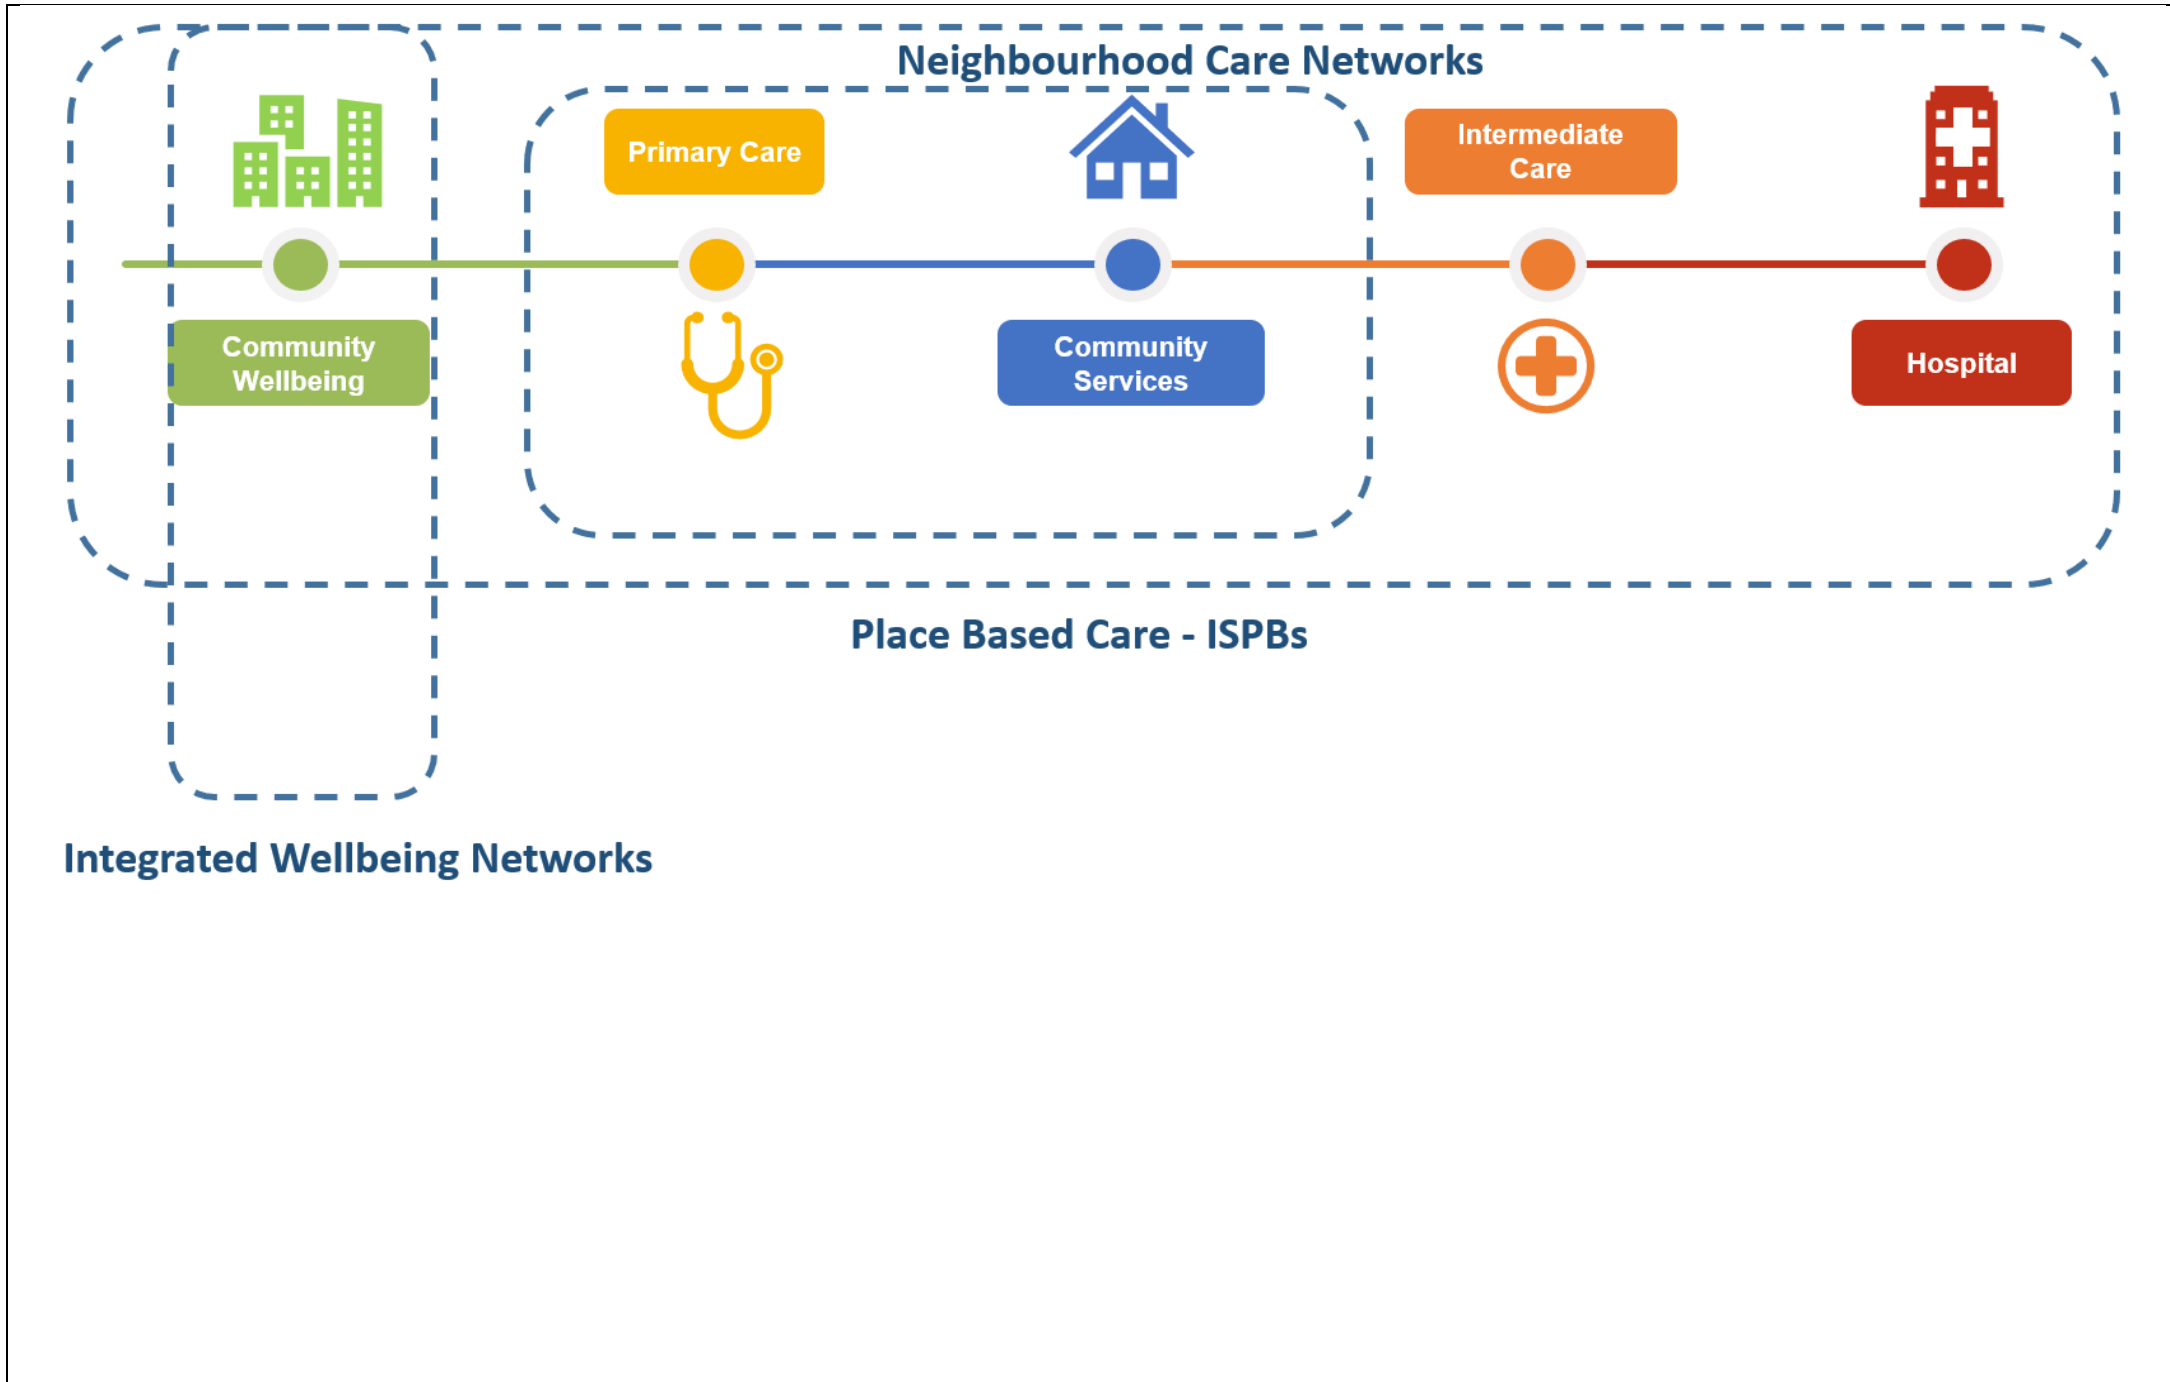 Neighbourhood Care Networks
Primary Care
Intermediate
Care
Community
Wellbeing
Community
Services
Hospital
Place Based Care - ISPBs
Integrated Wellbeing Networks